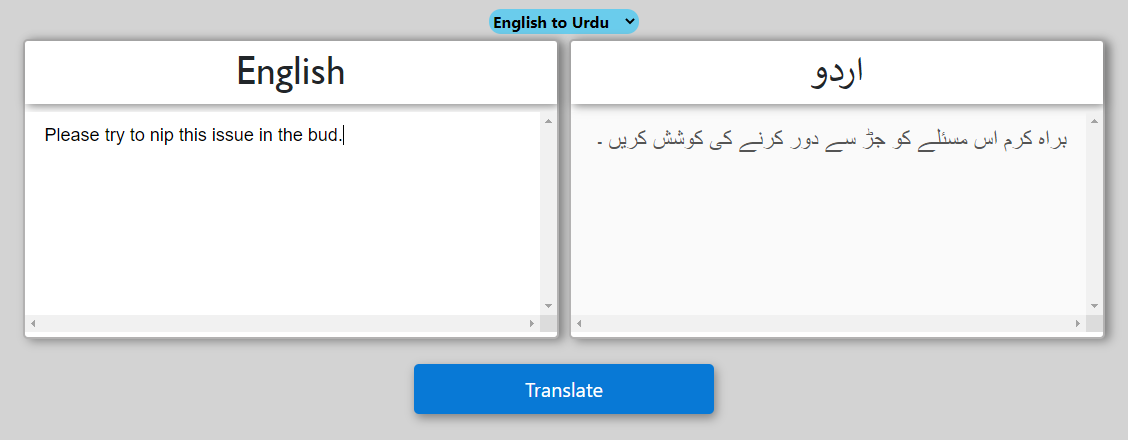 English to Urdu
English
اردو
Please try to nip this issue in the bud.
براہ کرم اس مسئلے کو جڑ سے دور کرنے کی کوشش کریں ۔
Translate